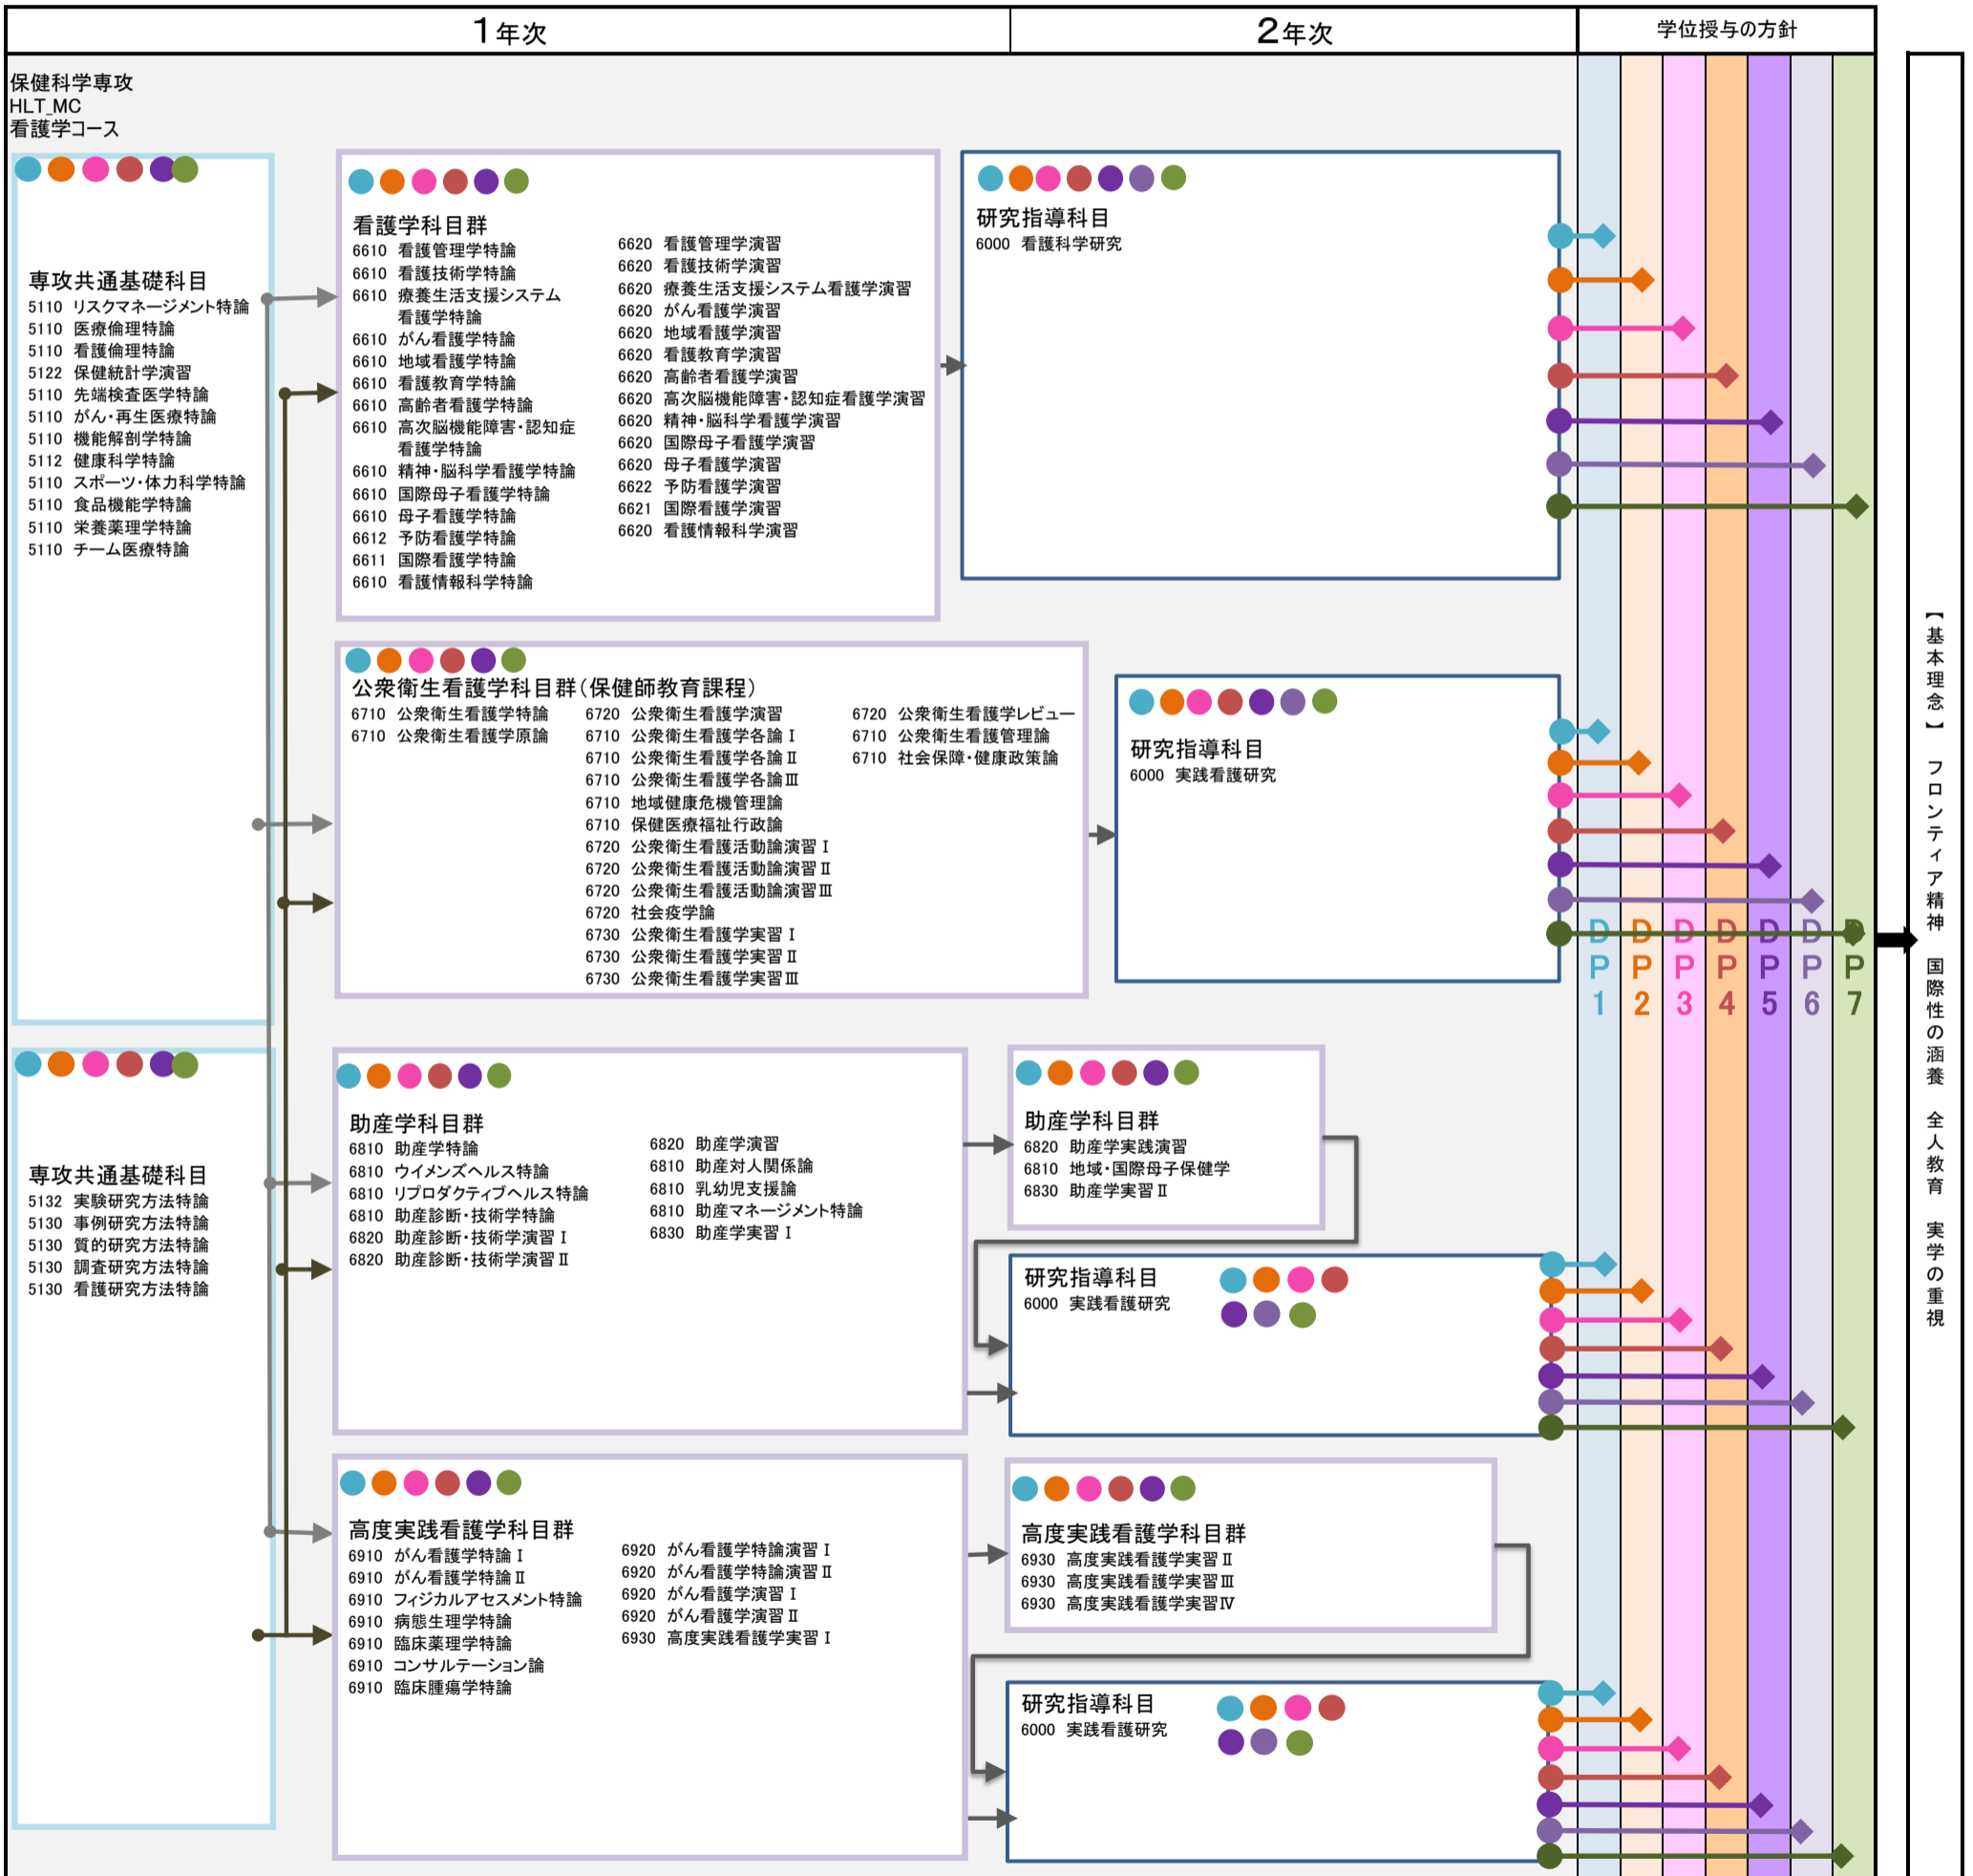 1年次
2年次
学位授与の方針
保健科学専攻
HLT_MC
看護学コース
専攻共通基礎科目
5110 リスクマネージメント特論
5110 医療倫理特論
5110 看護倫理特論
5122 保健統計学演習
5110 先端検査医学特論
5110 がん・再生医療特論
5110 機能解剖学特論
5112 健康科学特論
5110 スポーツ・体力科学特論
5110 食品機能学特論
5110 栄養薬理学特論
5110 チーム医療特論
看護学科目群
6610 看護管理学特論
6610 看護技術学特論
6610 療養生活支援システム
看護学特論
6610 がん看護学特論
6610 地域看護学特論
6610 看護教育学特論
6610 高齢者看護学特論
6610 高次脳機能障害・認知症
看護学特論
6610 精神・脳科学看護学特論
6610 国際母子看護学特論
6610 母子看護学特論
6612 予防看護学特論
6611 国際看護学特論
6610 看護情報科学特論
6620 看護管理学演習
6620 看護技術学演習
6620 療養生活支援システム看護学演習
6620 がん看護学演習
6620 地域看護学演習
6620 看護教育学演習
6620 高齢者看護学演習
6620 高次脳機能障害・認知症看護学演習
6620 精神・脳科学看護学演習
6620 国際母子看護学演習
6620 母子看護学演習
6622 予防看護学演習
6621 国際看護学演習
6620 看護情報科学演習
研究指導科目
6000 看護科学研究
公衆衛生看護学科目群（保健師教育課程）
6710 公衆衛生看護学特論
6710 公衆衛生看護学原論
6720 公衆衛生看護学演習
6710 公衆衛生看護学各論Ⅰ
6710 公衆衛生看護学各論Ⅱ
6710 公衆衛生看護学各論Ⅲ
6710 地域健康危機管理論
6710 保健医療福祉行政論
6720 公衆衛生看護活動論演習Ⅰ
6720 公衆衛生看護活動論演習Ⅱ
6720 公衆衛生看護活動論演習Ⅲ
6720 社会疫学論
6730 公衆衛生看護学実習Ⅰ
6730 公衆衛生看護学実習Ⅱ
6730 公衆衛生看護学実習Ⅲ
6720 公衆衛生看護学レビュー
6710 公衆衛生看護管理論
6710 社会保障・健康政策論
研究指導科目
6000 実践看護研究
専攻共通基礎科目
5132 実験研究方法特論
5130 事例研究方法特論
5130 質的研究方法特論
5130 調査研究方法特論
5130 看護研究方法特論
助産学科目群
6810 助産学特論
6810 ウイメンズヘルス特論
6810 リプロダクティブヘルス特論
6810 助産診断・技術学特論
6820 助産診断・技術学演習Ⅰ
6820 助産診断・技術学演習Ⅱ
6820 助産学演習
6810 助産対人関係論
6810 乳幼児支援論
6810 助産マネージメント特論
6830 助産学実習Ⅰ
助産学科目群
6820 助産学実践演習
6810 地域・国際母子保健学
6830 助産学実習Ⅱ
研究指導科目
6000 実践看護研究
高度実践看護学科目群
6910 がん看護学特論Ⅰ
6910 がん看護学特論Ⅱ
6910 フィジカルアセスメント特論
6910 病態生理学特論
6910 臨床薬理学特論
6910 コンサルテーション論
6910 臨床腫瘍学特論
6920 がん看護学特論演習Ⅰ
6920 がん看護学特論演習Ⅱ
6920 がん看護学演習Ⅰ
6920 がん看護学演習Ⅱ
6930 高度実践看護学実習Ⅰ
高度実践看護学科目群
6930 高度実践看護学実習Ⅱ
6930 高度実践看護学実習Ⅲ
6930 高度実践看護学実習Ⅳ
研究指導科目
6000 実践看護研究
DP1
DP2
DP3
DP4
DP5
DP6
DP7
【基本理念】 フロンティア精神 国際性の涵養 全人教育 実学の重視